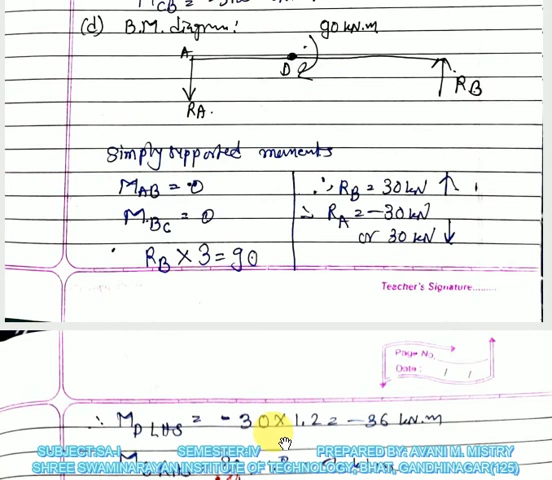 (d) B.M. diagram:
90 kN.m
A
D
RA.
RB
Simply supported moments
MAB = 0
MBC = 0
∴ RB = 30 kN ↑
∴ RA = -30 kN
or 30 kN ↓
RB × 3 = 90
Teacher's Signature.........
Page No.
Date : / /
∴ MD LHS = -30 × 1.2 = -36 kN.m
SUBJECT:SA-I SEMESTER:IV PREPARED BY: AVANI M. MISTRY
SHREE SWAMINARAYAN INSTITUTE OF TECHNOLOGY, BHAT, GANDHINAGAR(125)